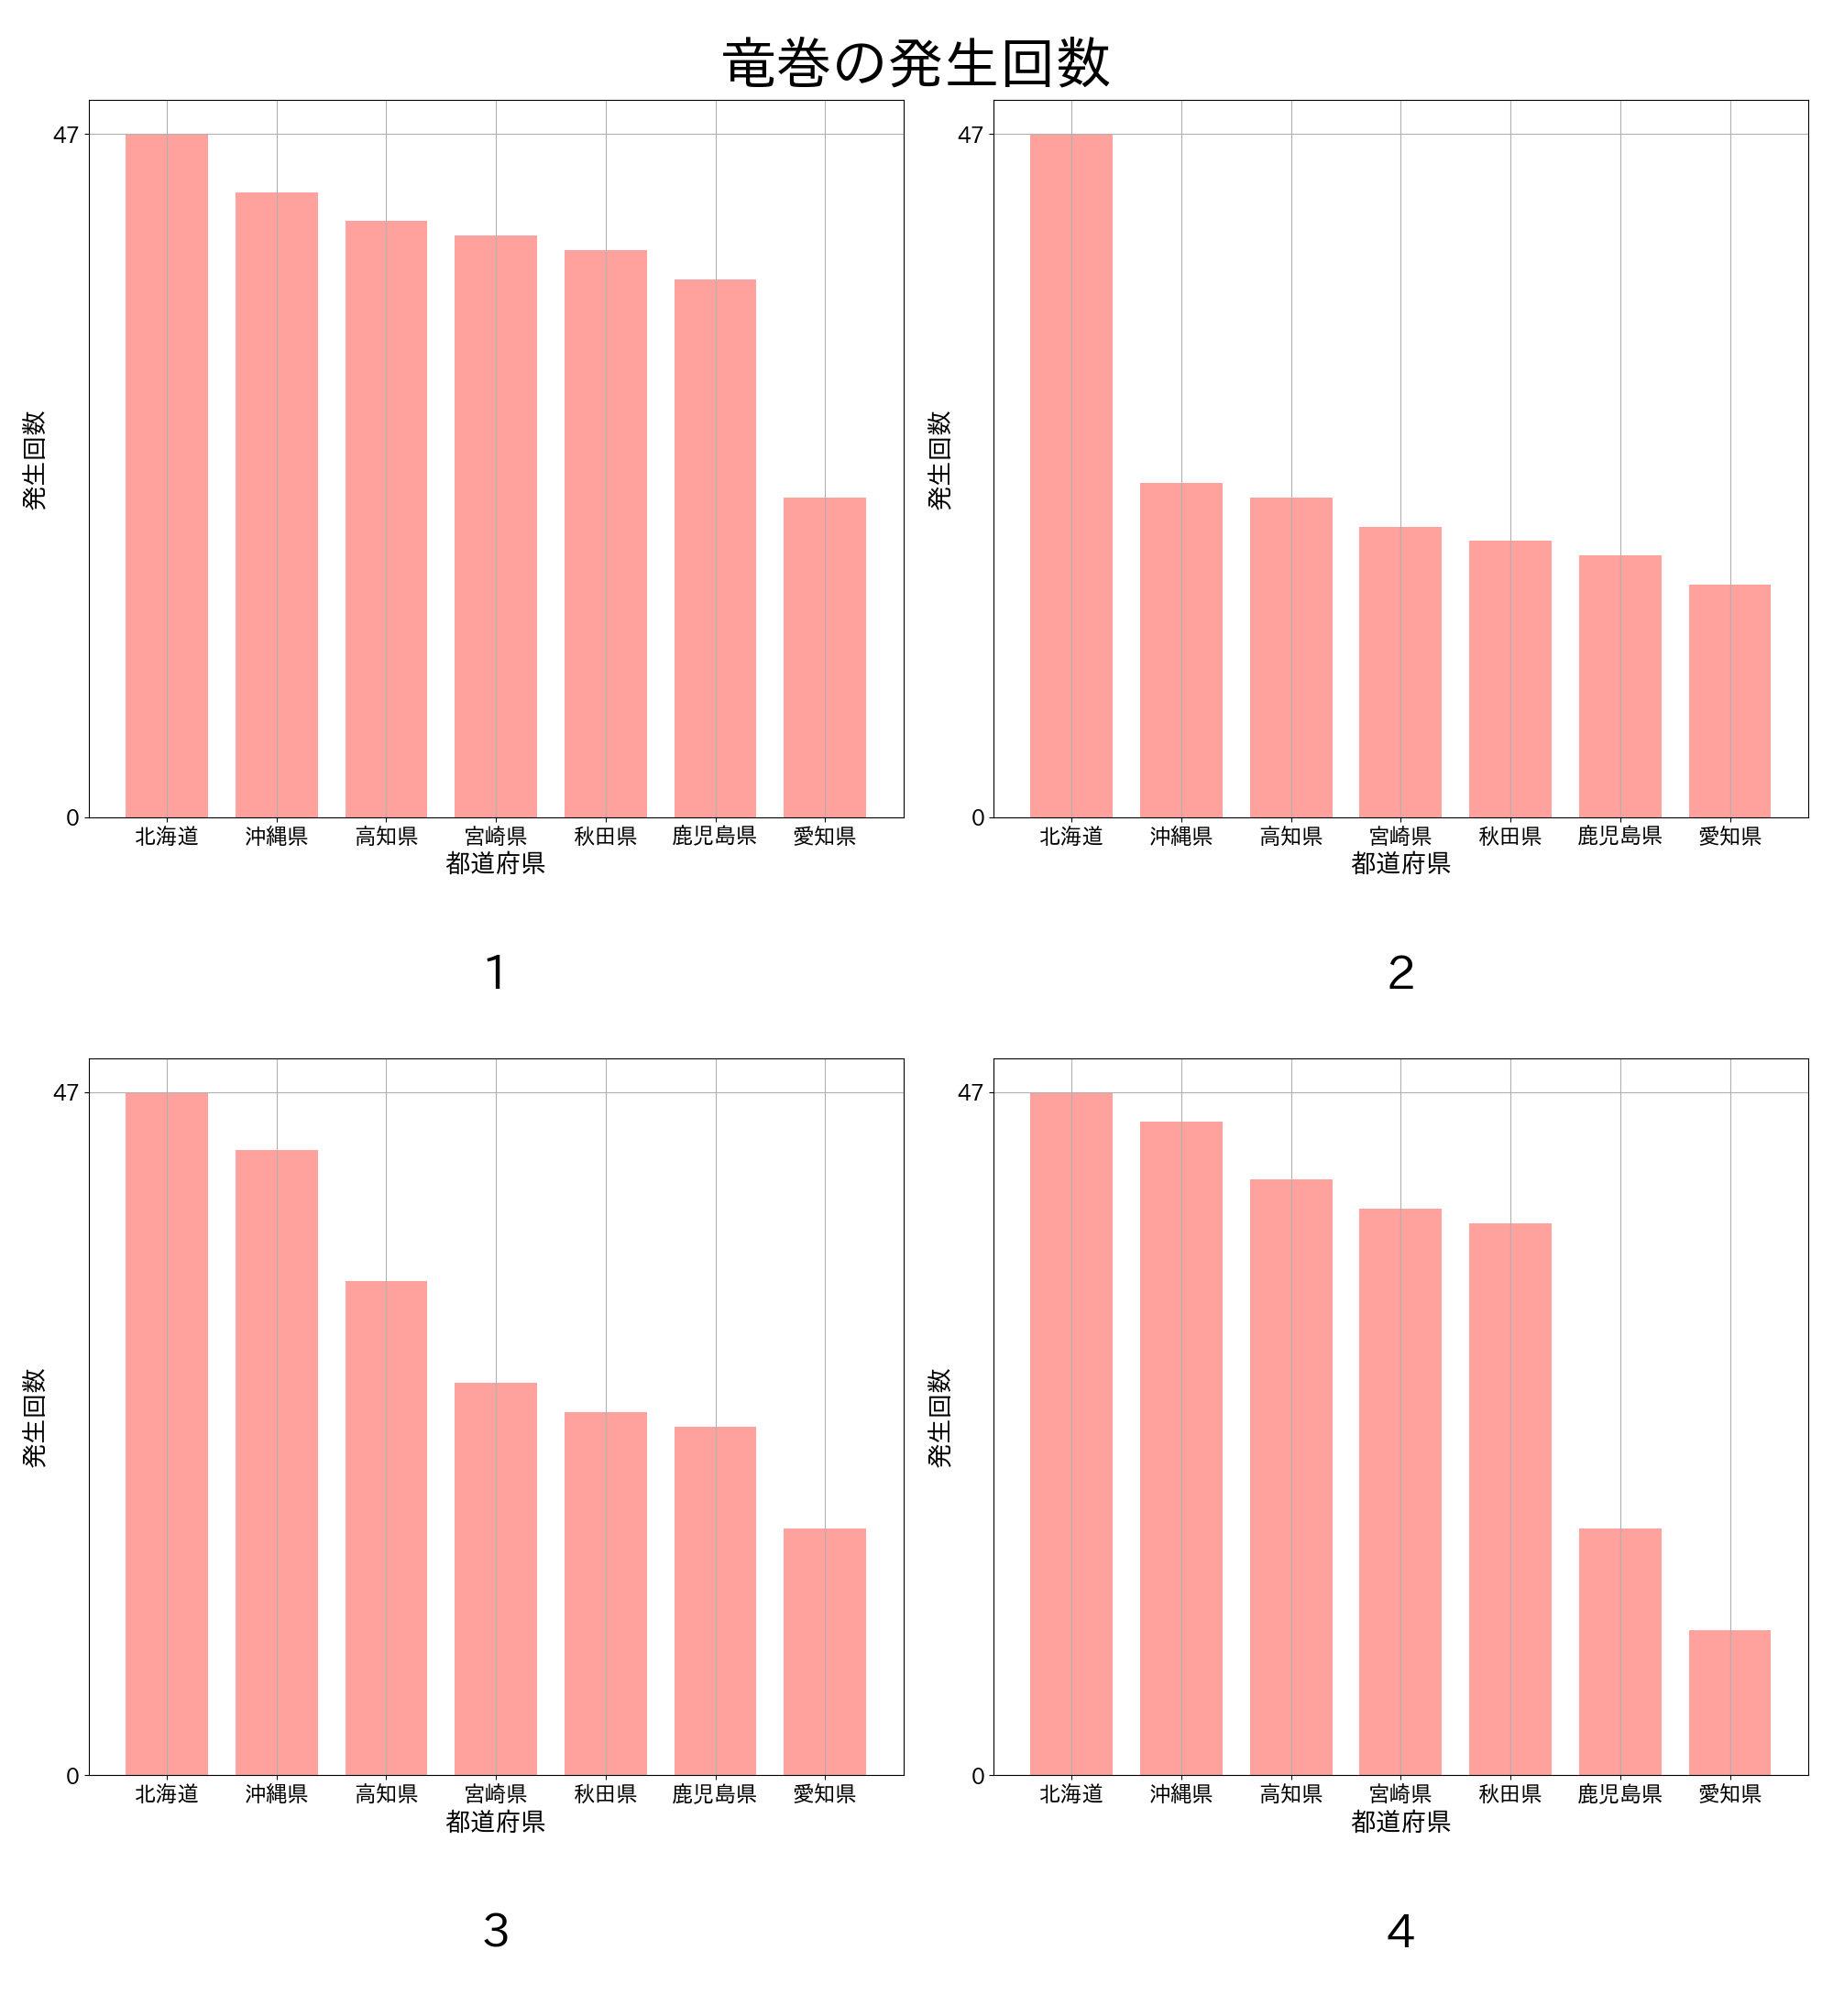 竜巻の発生回数
47
0
発生回数
北海道 沖縄県 高知県 宮崎県 秋田県 鹿児島県 愛知県
都道府県
1
47
0
発生回数
北海道 沖縄県 高知県 宮崎県 秋田県 鹿児島県 愛知県
都道府県
2
47
0
発生回数
北海道 沖縄県 高知県 宮崎県 秋田県 鹿児島県 愛知県
都道府県
3
47
0
発生回数
北海道 沖縄県 高知県 宮崎県 秋田県 鹿児島県 愛知県
都道府県
4